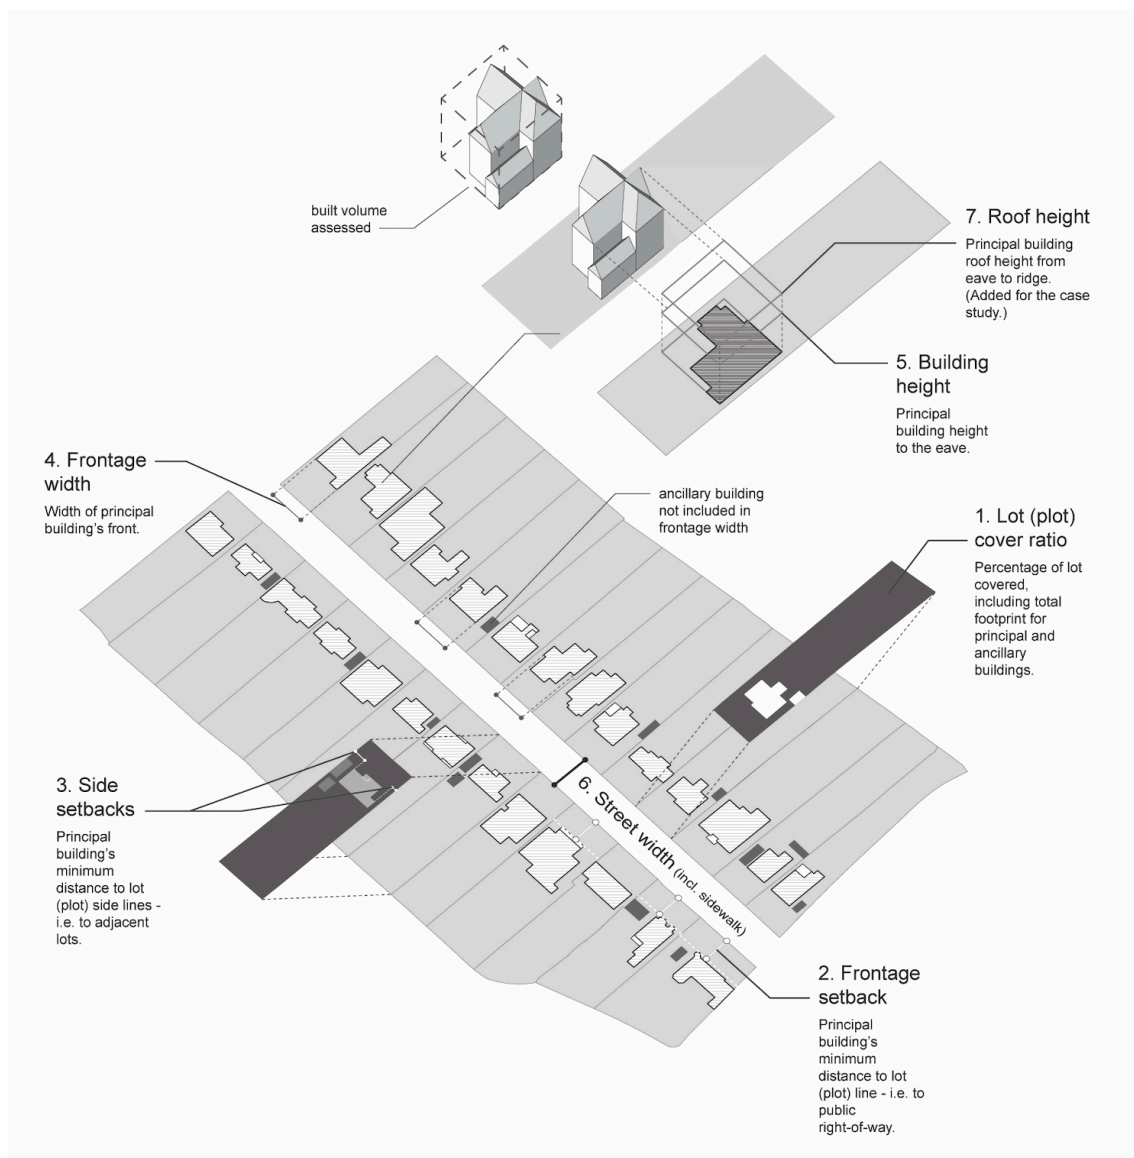 built volume
assessed
7. Roof height
Principal building
roof height from
eave to ridge.
(Added for the case
study.)
5. Building
height
Principal
building height
to the eave.
4. Frontage
width
Width of principal
building’s front.
ancillary building
not included in
frontage width
1. Lot (plot)
cover ratio
Percentage of lot
covered,
including total
footprint for
principal and
ancillary
buildings.
3. Side
setbacks
Principal
building’s
minimum
distance to lot
(plot) side lines -
i.e. to adjacent
lots.
6. Street width (incl. sidewalk)
2. Frontage
setback
Principal
building’s
minimum
distance to lot
(plot) line - i.e. to
public
right-of-way.